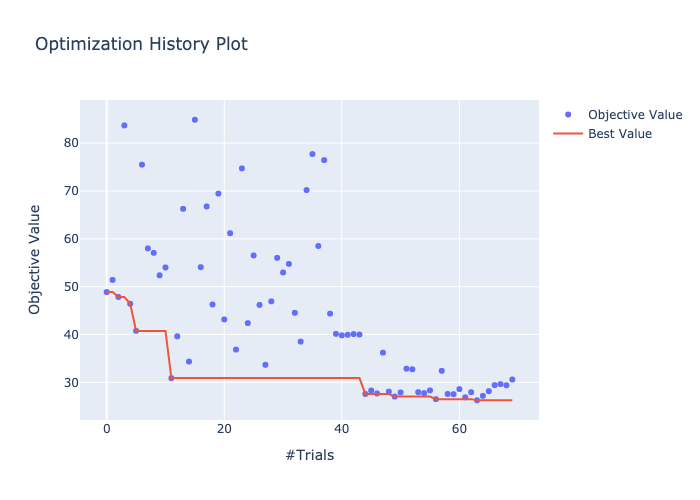 Optimization History Plot
Objective Value
Best Value
80
70
60
50
40
30
Objective Value
0
20
40
60
#Trials